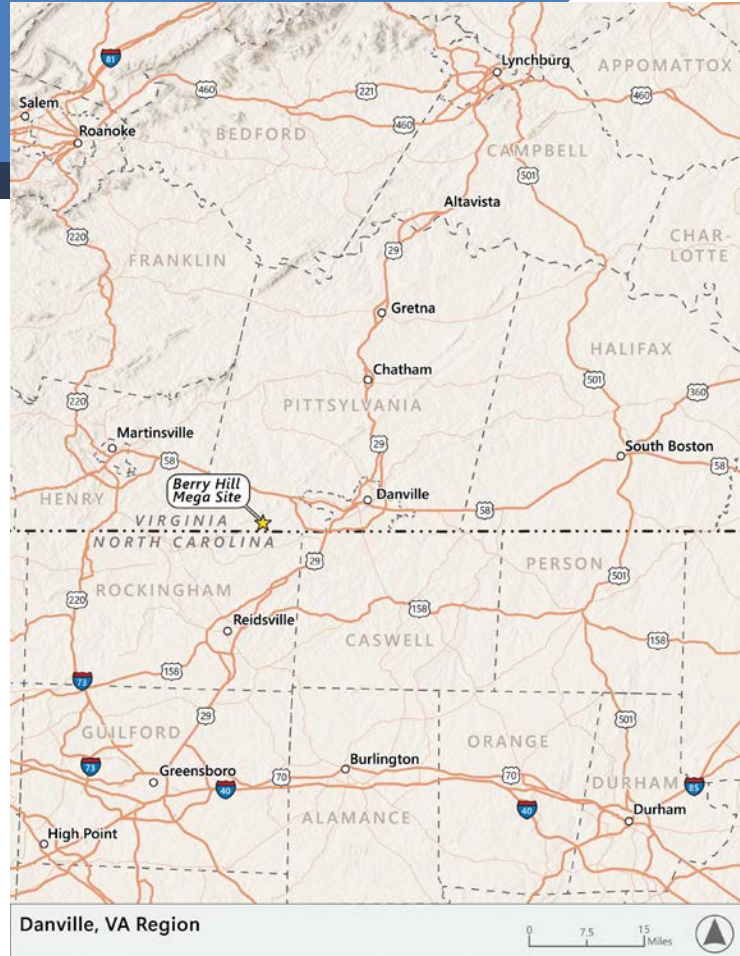 81
Lynchburg
APPOMATTOX
Salem
460
221
460
Roanoke
BEDFORD
460
CAMPBELL
501
Altavista
220
29
CHAR-
LOTTE
FRANKLIN
Gretna
HALIFAX
Chatham
501
360
220
PITTSYLVANIA
Martinsville
29
South Boston
58
58
Berry Hill
Mega Site
HENRY
Danville
58
VIRGINIA
NORTH CAROLINA
29
PERSON
501
ROCKINGHAM
220
158
Reidsville
CASWELL
158
158
73
29
501
GUILFORD
ORANGE
Burlington
73
Greensboro
70
70
DURHAM
85
40
40
Durham
ALAMANCE
High Point
Danville, VA Region
0 7.5 15
Miles